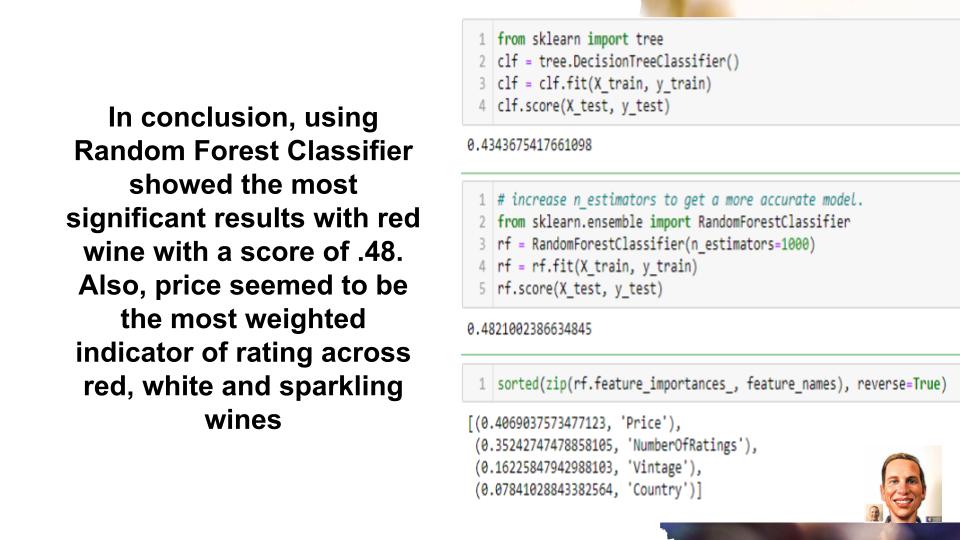 In conclusion, using
Random Forest Classifier
showed the most
significant results with red
wine with a score of .48.
Also, price seemed to be
the most weighted
indicator of rating across
red, white and sparkling
wines
1 from sklearn import tree
2 clf = tree.DecisionTreeClassifier()
3 clf = clf.fit(X_train, y_train)
4 clf.score(X_test, y_test)
0.4343675417661098
1 # increase n_estimators to get a more accurate model.
2 from sklearn.ensemble import RandomForestClassifier
3 rf = RandomForestClassifier(n_estimators=1000)
4 rf = rf.fit(X_train, y_train)
5 rf.score(X_test, y_test)
0.4821002386634845
1 sorted(zip(rf.feature_importances_, feature_names), reverse=True)
[(0.4069037573477123, 'Price'),
(0.35242747478858105, 'NumberOfRatings'),
(0.16225847942988103, 'Vintage'),
(0.07841028843382564, 'Country')]